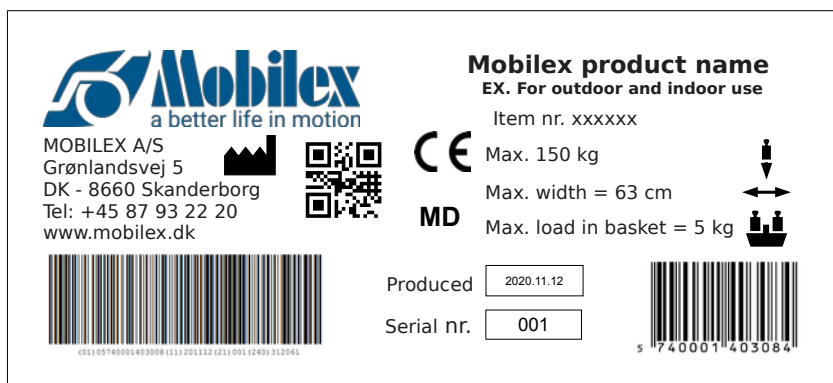 Mobilex
a better life in motion
MOBILEX A/S
Grønlandsvej 5
DK - 8660 Skanderborg
Tel: +45 87 93 22 20
www.mobilex.dk
(01) 05740001403008 (11) 201112 (21) 001 (240) 312061
Mobilex product name
EX. For outdoor and indoor use
Item nr. xxxxxx
CE
Max. 150 kg
Max. width = 63 cm
MD
Max. load in basket = 5 kg
Produced 2020.11.12
Serial nr. 001
5 740001 403084